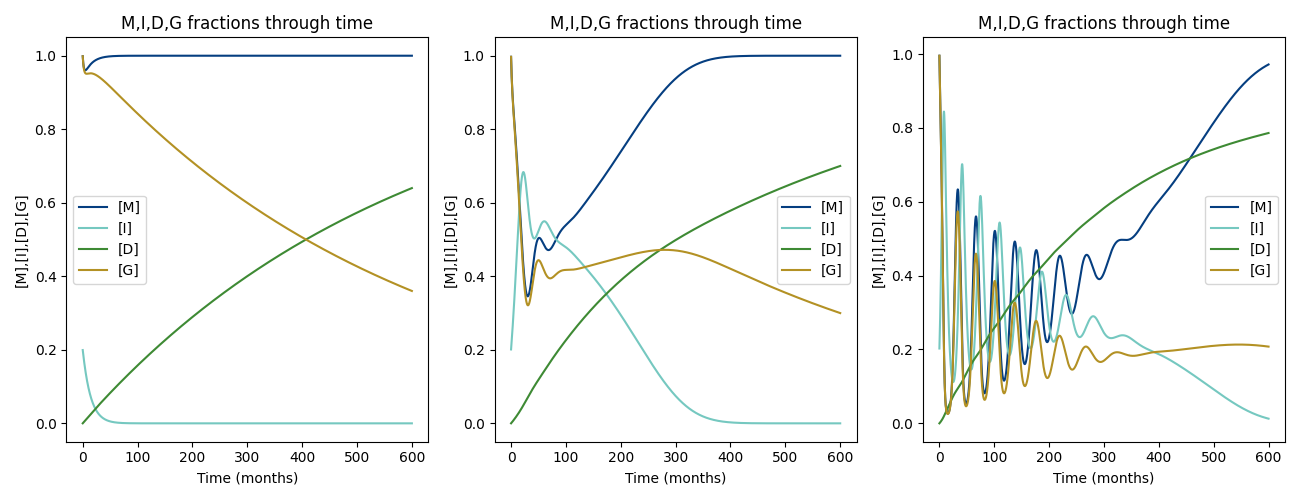 M,I,D,G fractions through time
[M],[I],[D],[G]
1.0
0.8
0.6
0.4
0.2
0.0
[M]
[I]
[D]
[G]
0 100 200 300 400 500 600
Time (months)
M,I,D,G fractions through time
[M],[I],[D],[G]
1.0
0.8
0.6
0.4
0.2
0.0
[M]
[I]
[D]
[G]
0 100 200 300 400 500 600
Time (months)
M,I,D,G fractions through time
[M],[I],[D],[G]
1.0
0.8
0.6
0.4
0.2
0.0
[M]
[I]
[D]
[G]
0 100 200 300 400 500 600
Time (months)